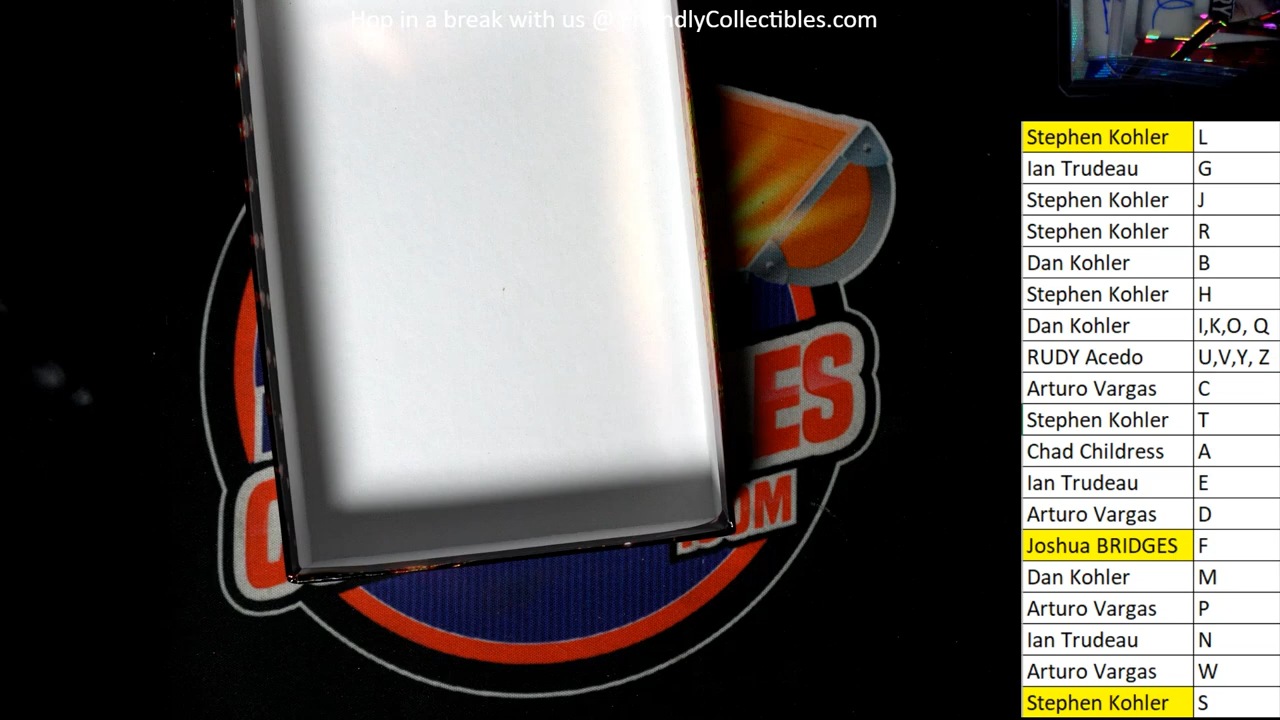 Hop in a break with us @FriendlyCollectibles.com
ES
.COM
Stephen Kohler L
Ian Trudeau G
Stephen Kohler J
Stephen Kohler R
Dan Kohler B
Stephen Kohler H
Dan Kohler I,K,O, Q
RUDY Acedo U,V,Y, Z
Arturo Vargas C
Stephen Kohler T
Chad Childress A
Ian Trudeau E
Arturo Vargas D
Joshua BRIDGES F
Dan Kohler M
Arturo Vargas P
Ian Trudeau N
Arturo Vargas W
Stephen Kohler S